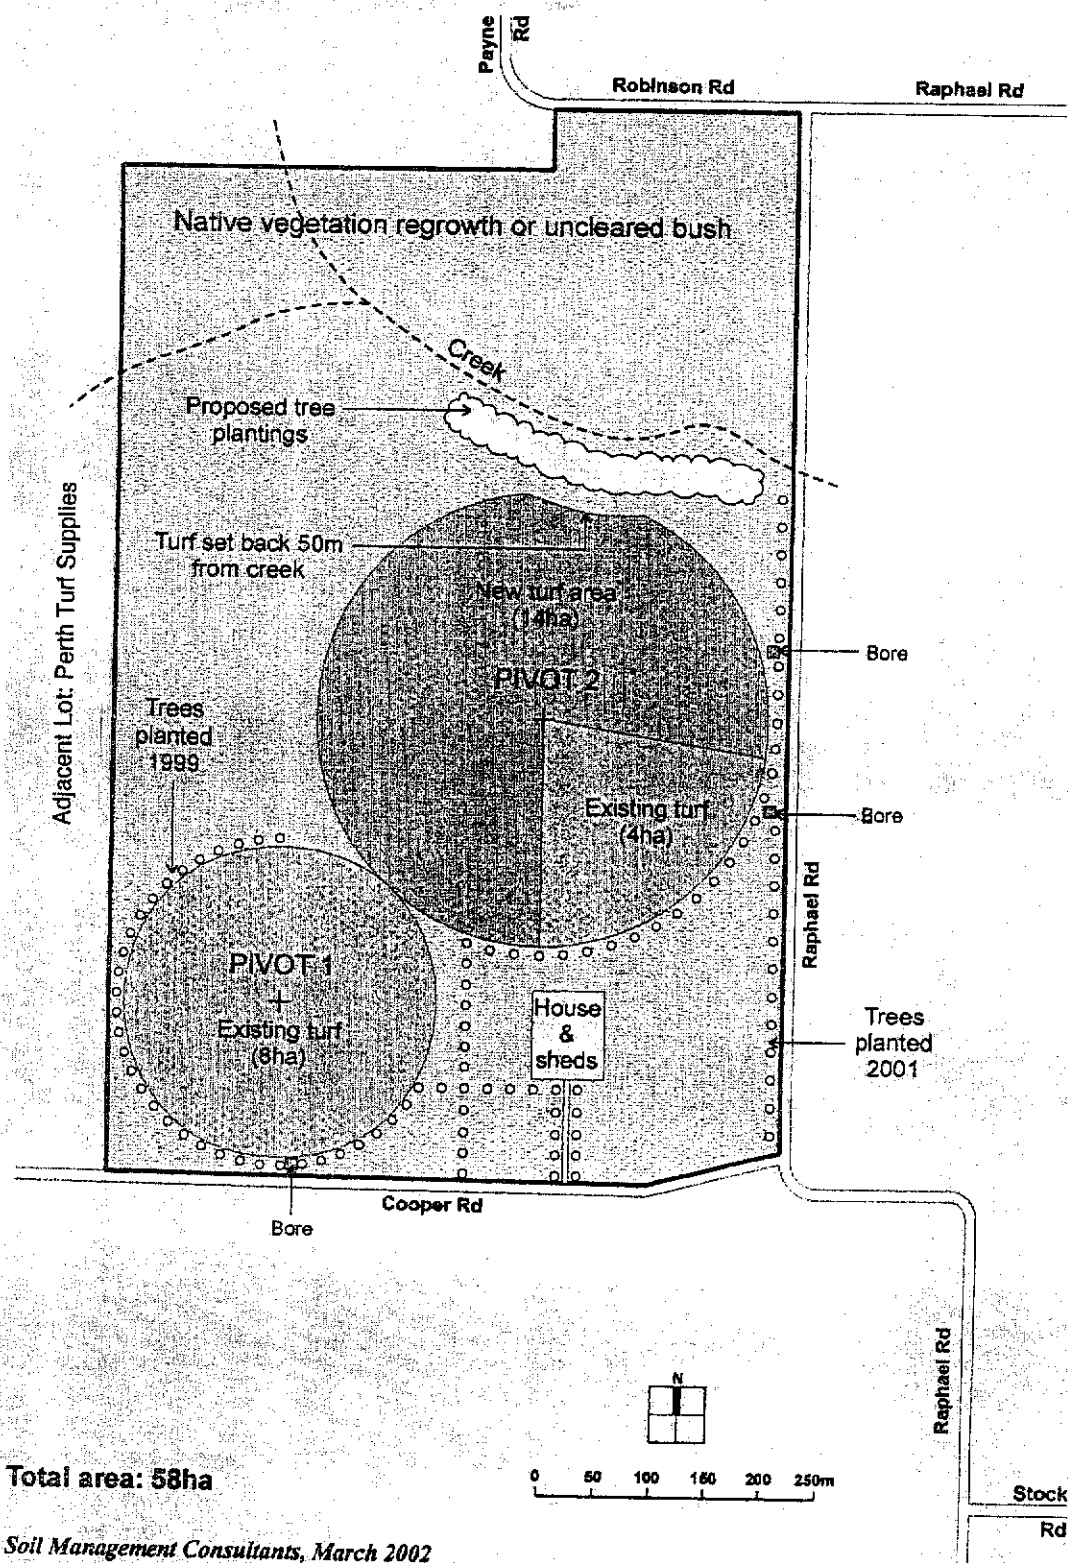 Payne
Rd
Robinson Rd
Raphael Rd
Native vegetation regrowth or uncleared bush
Creek
Proposed tree
plantings
Adjacent Lot: Perth Turf Supplies
Turf set back 50m
from creek
New turf area
(14ha)
PIVOT 2
Bore
Trees
planted
1999
Existing turf
(4ha)
Bore
Raphael Rd
PIVOT 1
Existing turf
(8ha)
House
&
sheds
Trees
planted
2001
Cooper Rd
Bore
Raphael Rd
N
Total area: 58ha
0 50 100 150 200 250m
Stock
Rd
Soil Management Consultants, March 2002